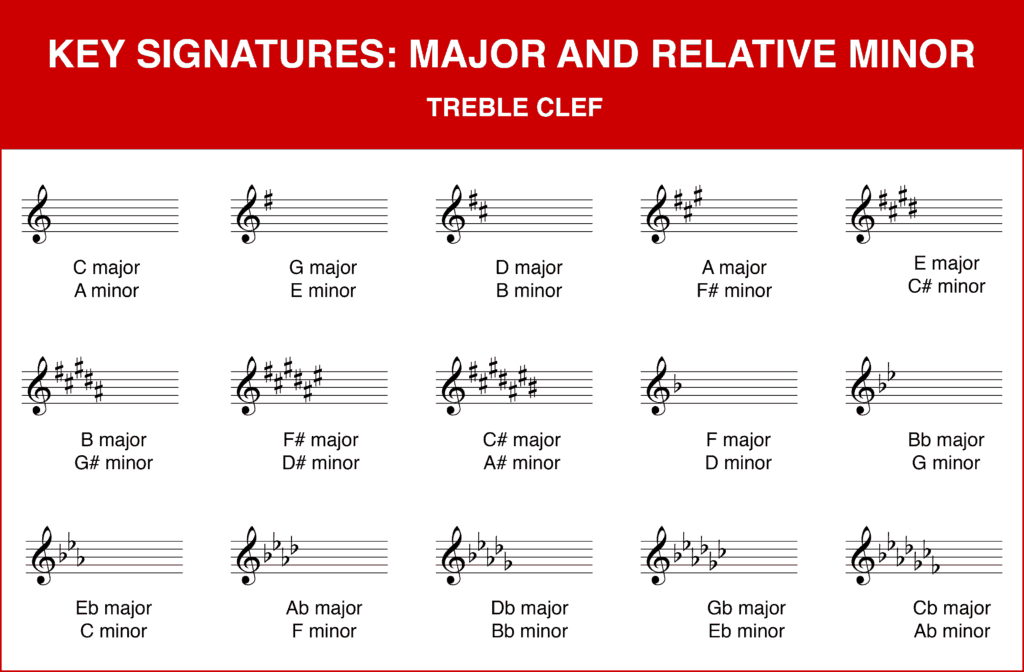 KEY SIGNATURES: MAJOR AND RELATIVE MINOR
TREBLE CLEF
C major
A minor
G major
E minor
D major
B minor
A major
F# minor
E major
C# minor
B major
G# minor
F# major
D# minor
C# major
A# minor
F major
D minor
Bb major
G minor
Eb major
C minor
Ab major
F minor
Db major
Bb minor
Gb major
Eb minor
Cb major
Ab minor